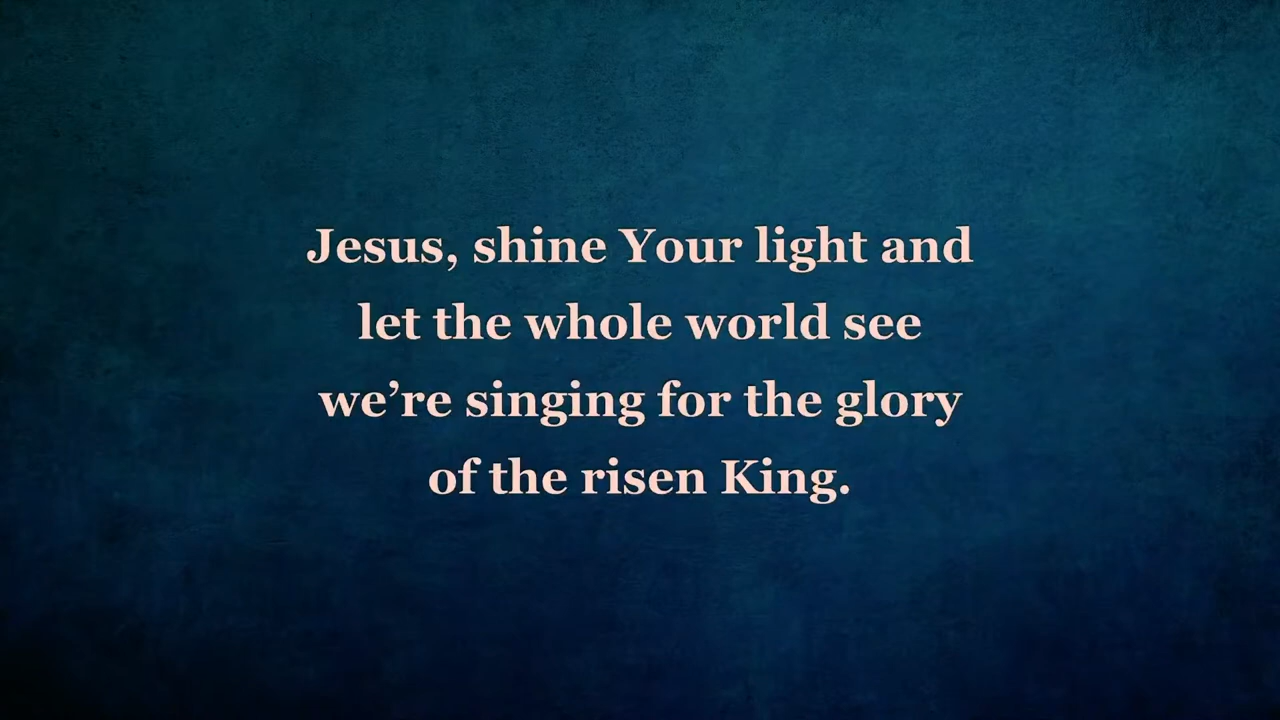 Jesus, shine Your light and
let the whole world see
we’re singing for the glory
of the risen King.